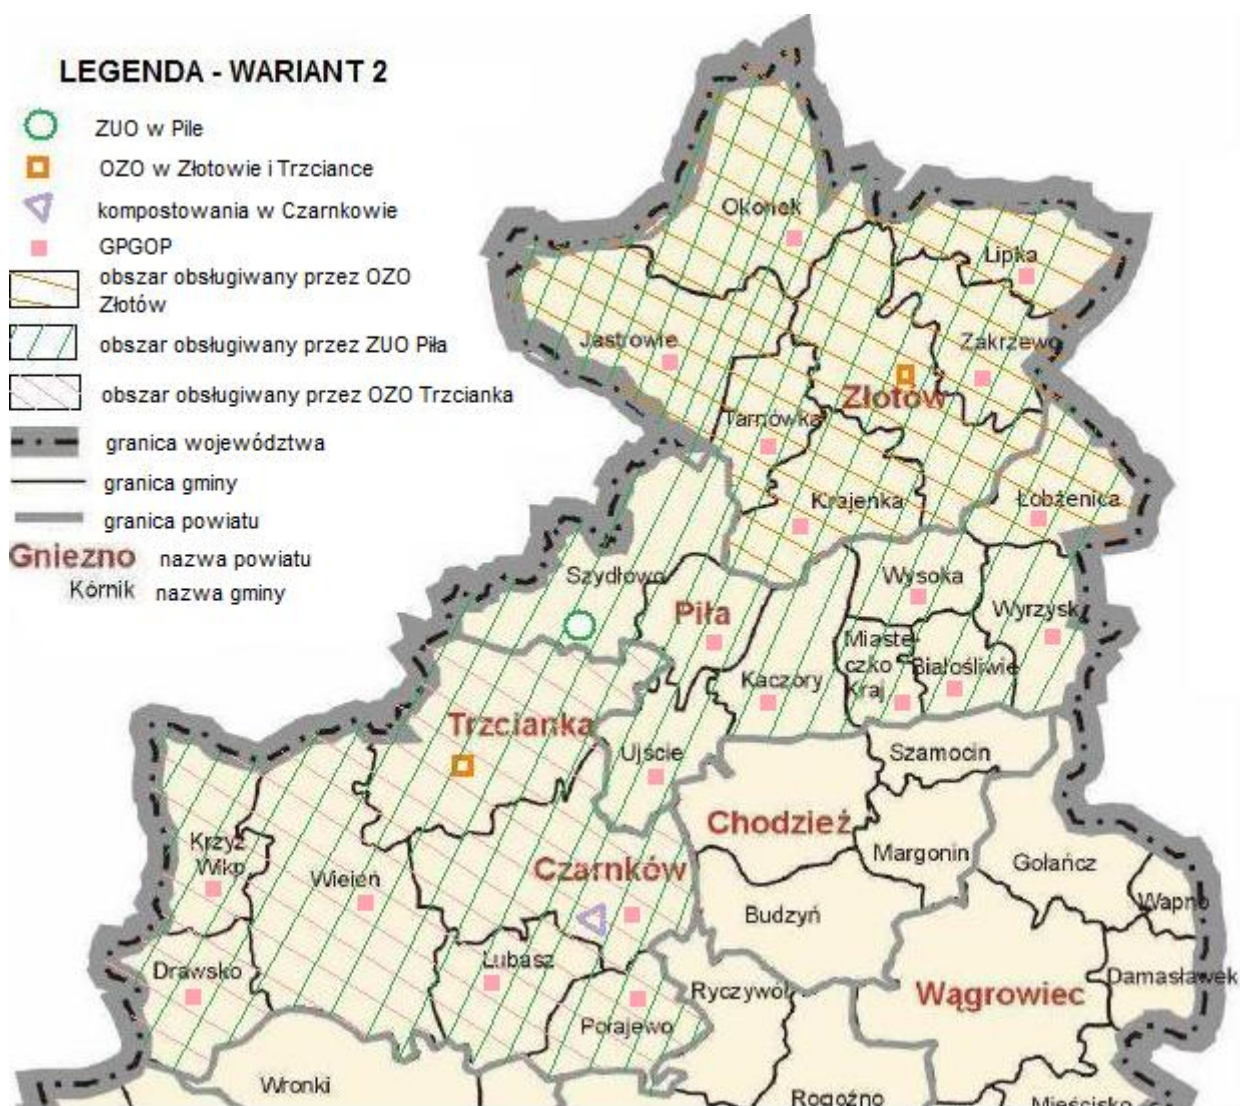 LEGENDA - WARIANT 2
ZUO w Pile
OZO w Złotowie i Trzciance
kompostowania w Czarnkowie
GPGOP
obszar obsługiwany przez OZO
Złotów
obszar obsługiwany przez ZUO Piła
obszar obsługiwany przez OZO Trzcianka
granica województwa
granica gminy
granica powiatu
Gniezno nazwa powiatu
Kórnik nazwa gminy
Okonek
Lipka
Jastrowie
Zakrzewo
Złotów
Tarnówka
Krajenka
Łobżenica
Szydłowo
Wysoka
Piła
Wyrzysk
Miaste
czko
Kraj
Białośliwie
Kaczory
Trzcianka
Ujście
Szamocin
Chodzież
Krzyż
Wlkp
Wieleń
Czarnków
Margonin
Gołańcz
Budzyń
Wapno
Drawsko
Lubasz
Ryczywół
Wągrowiec
Damasławek
Połajewo
Wronki
Rogoźno
Mieścisko